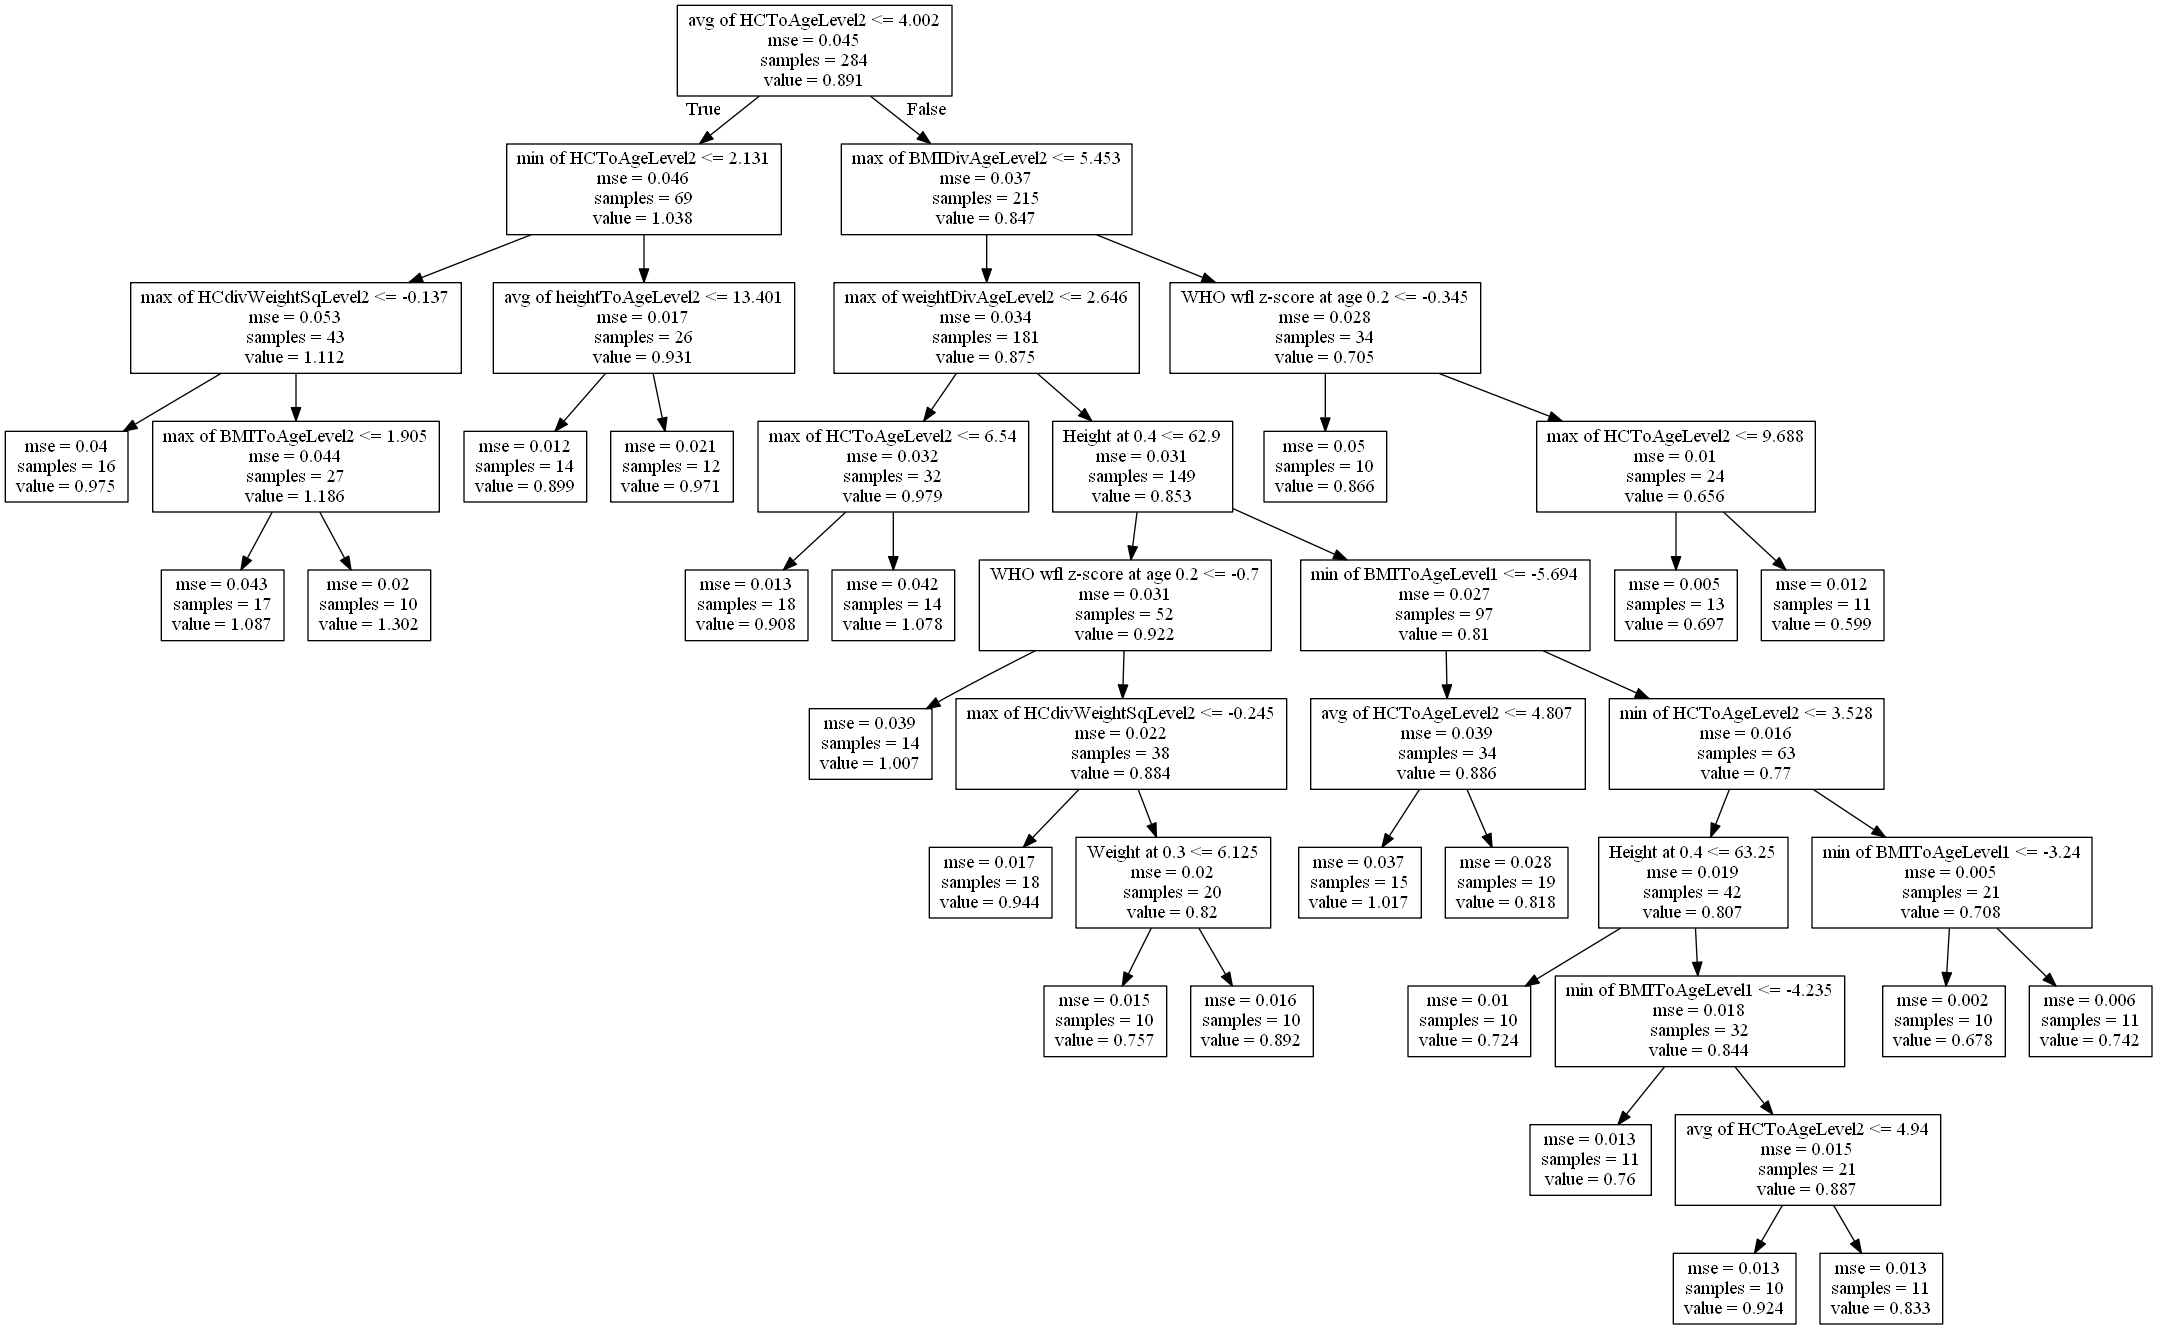 avg of HCToAgeLevel2 <= 4.002
mse = 0.045
samples = 284
value = 0.891
True
False
min of HCToAgeLevel2 <= 2.131
mse = 0.046
samples = 69
value = 1.038
max of BMIDivAgeLevel2 <= 5.453
mse = 0.037
samples = 215
value = 0.847
max of HCdivWeightSqLevel2 <= -0.137
mse = 0.053
samples = 43
value = 1.112
avg of heightToAgeLevel2 <= 13.401
mse = 0.017
samples = 26
value = 0.931
max of weightDivAgeLevel2 <= 2.646
mse = 0.034
samples = 181
value = 0.875
WHO wfl z-score at age 0.2 <= -0.345
mse = 0.028
samples = 34
value = 0.705
mse = 0.04
samples = 16
value = 0.975
max of BMIToAgeLevel2 <= 1.905
mse = 0.044
samples = 27
value = 1.186
mse = 0.012
samples = 14
value = 0.899
mse = 0.021
samples = 12
value = 0.971
max of HCToAgeLevel2 <= 6.54
mse = 0.032
samples = 32
value = 0.979
Height at 0.4 <= 62.9
mse = 0.031
samples = 149
value = 0.853
mse = 0.05
samples = 10
value = 0.866
max of HCToAgeLevel2 <= 9.688
mse = 0.01
samples = 24
value = 0.656
mse = 0.043
samples = 17
value = 1.087
mse = 0.02
samples = 10
value = 1.302
mse = 0.013
samples = 18
value = 0.908
mse = 0.042
samples = 14
value = 1.078
WHO wfl z-score at age 0.2 <= -0.7
mse = 0.031
samples = 52
value = 0.922
min of BMIToAgeLevel1 <= -5.694
mse = 0.027
samples = 97
value = 0.81
mse = 0.005
samples = 13
value = 0.697
mse = 0.012
samples = 11
value = 0.599
mse = 0.039
samples = 14
value = 1.007
max of HCdivWeightSqLevel2 <= -0.245
mse = 0.022
samples = 38
value = 0.884
avg of HCToAgeLevel2 <= 4.807
mse = 0.039
samples = 34
value = 0.886
min of HCToAgeLevel2 <= 3.528
mse = 0.016
samples = 63
value = 0.77
mse = 0.017
samples = 18
value = 0.944
Weight at 0.3 <= 6.125
mse = 0.02
samples = 20
value = 0.82
mse = 0.037
samples = 15
value = 1.017
mse = 0.028
samples = 19
value = 0.818
Height at 0.4 <= 63.25
mse = 0.019
samples = 42
value = 0.807
min of BMIToAgeLevel1 <= -3.24
mse = 0.005
samples = 21
value = 0.708
mse = 0.015
samples = 10
value = 0.757
mse = 0.016
samples = 10
value = 0.892
mse = 0.01
samples = 10
value = 0.724
min of BMIToAgeLevel1 <= -4.235
mse = 0.018
samples = 32
value = 0.844
mse = 0.002
samples = 10
value = 0.678
mse = 0.006
samples = 11
value = 0.742
mse = 0.013
samples = 11
value = 0.76
avg of HCToAgeLevel2 <= 4.94
mse = 0.015
samples = 21
value = 0.887
mse = 0.013
samples = 10
value = 0.924
mse = 0.013
samples = 11
value = 0.833